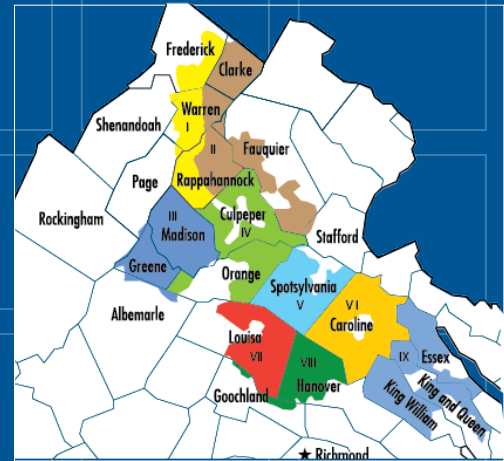 Frederick
Clarke
Warren
I
Shenandoah
II
Fauquier
Page
Rappahannock
Rockingham
III
Culpeper
Madison
IV
Stafford
Greene
Orange
Spotsylvania
V
VI
Albemarle
Louisa
Caroline
VII
VIII
IX
Essex
Hanover
King and Queen
King William
Goochland
★ Richmond